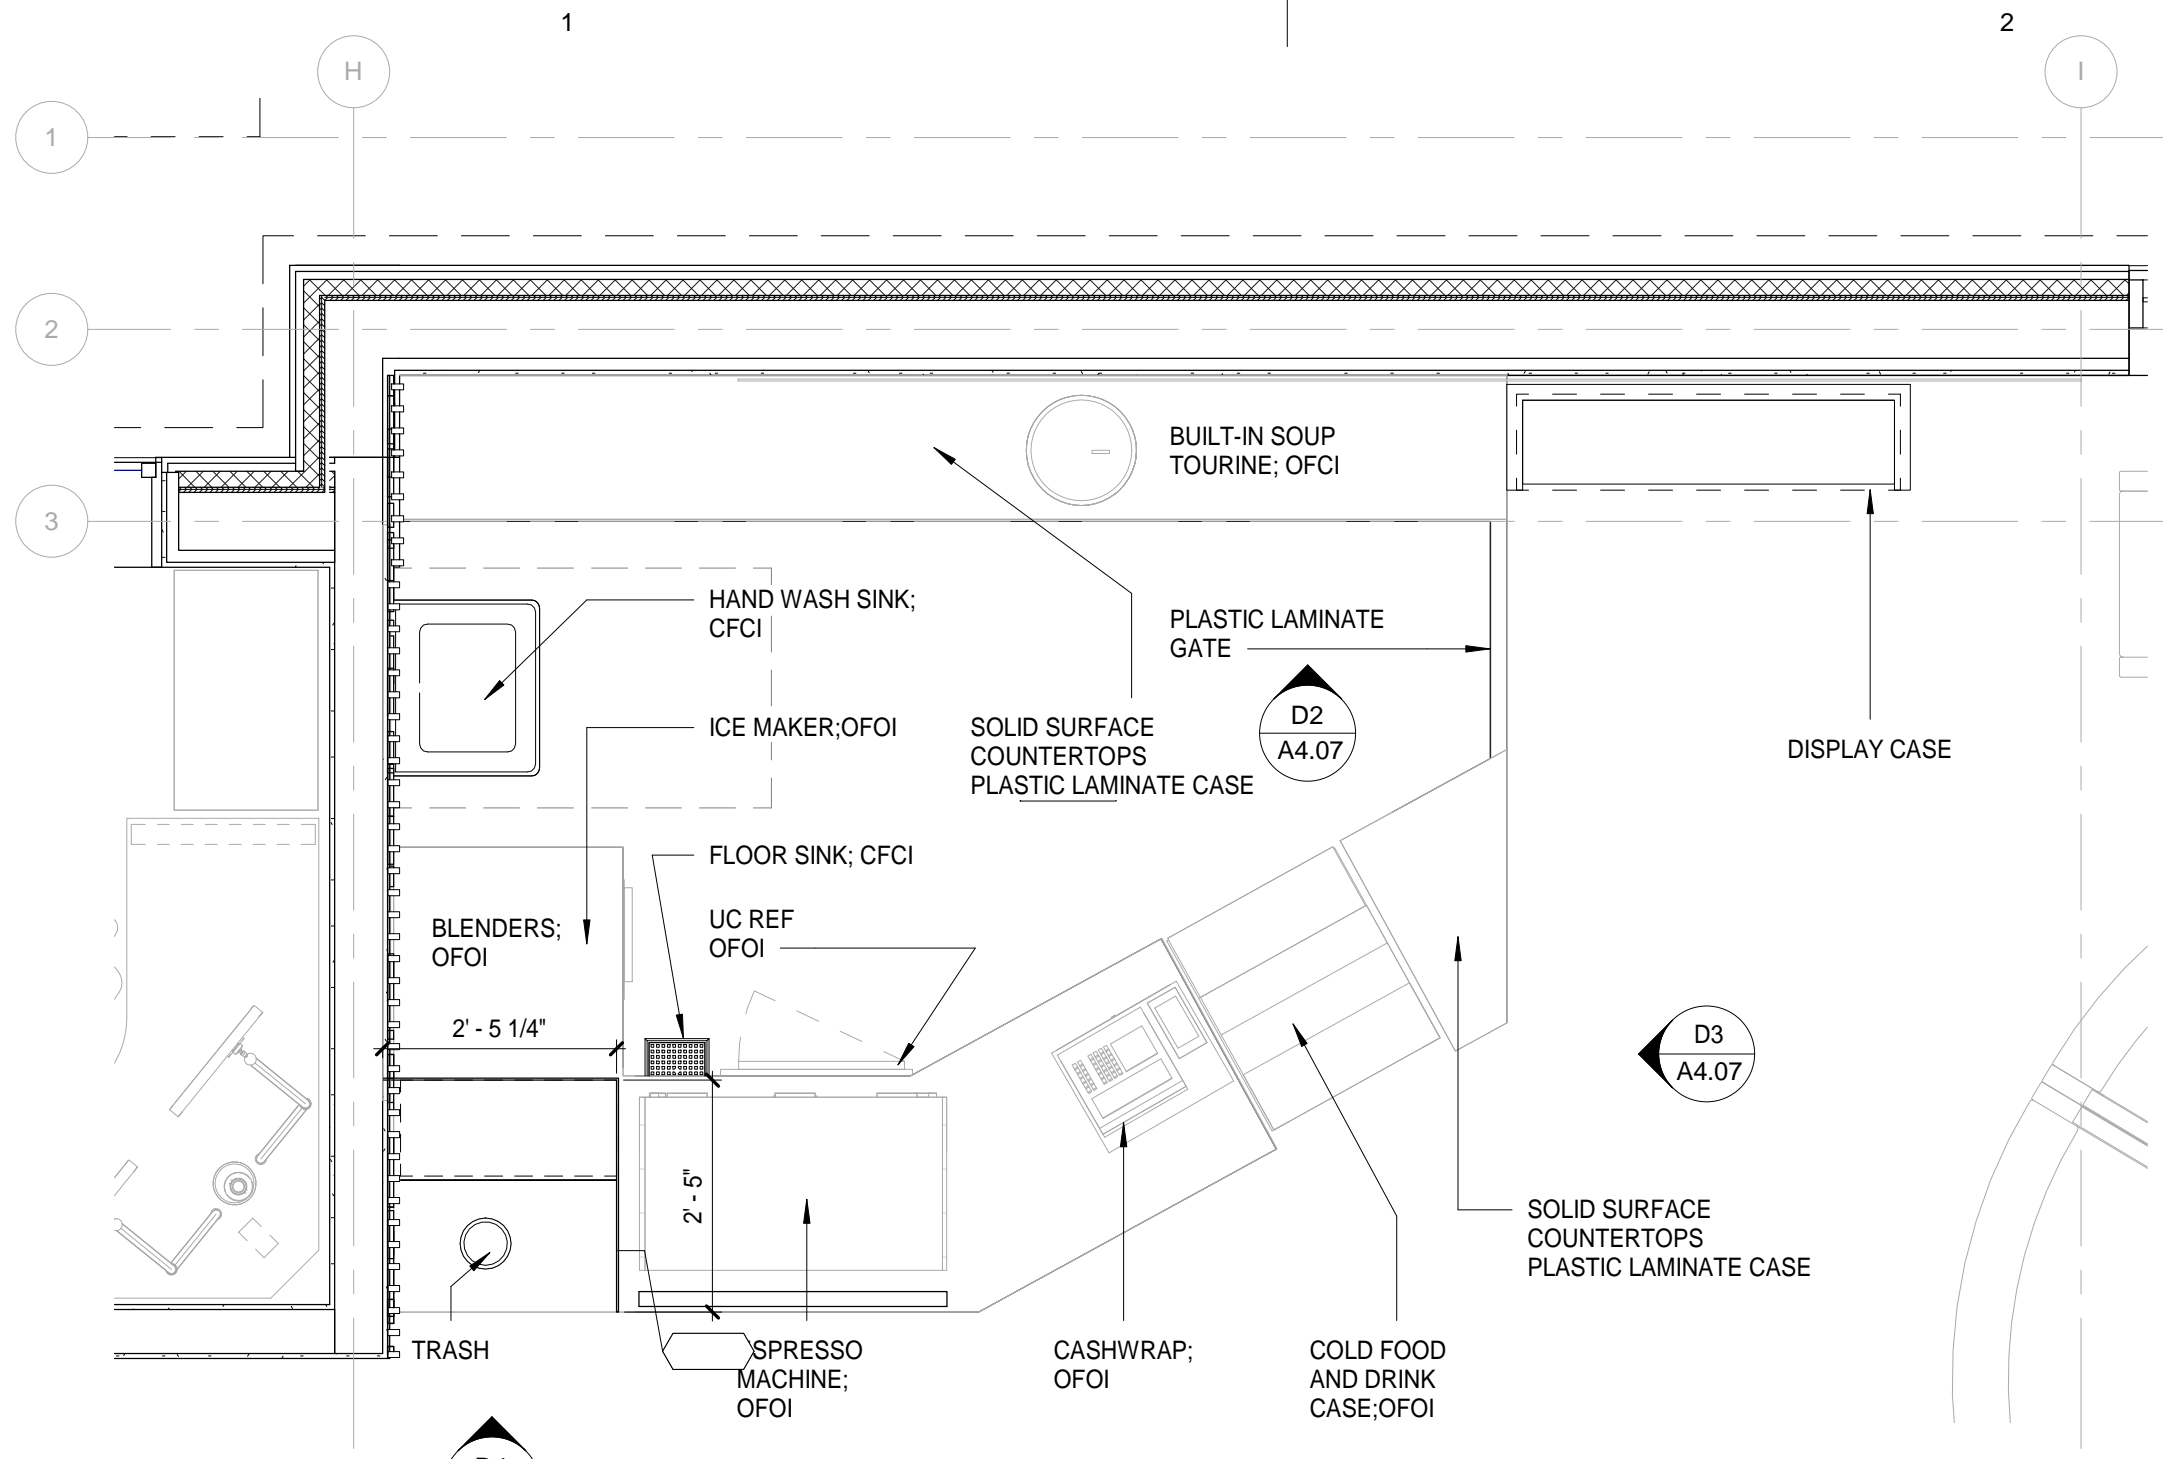 1
2
H
I
1
2
3
BUILT-IN SOUP
TOURINE; OFCI
HAND WASH SINK;
CFCI
PLASTIC LAMINATE
GATE
D2
A4.07
ICE MAKER;OFOI
SOLID SURFACE
COUNTERTOPS
PLASTIC LAMINATE CASE
DISPLAY CASE
FLOOR SINK; CFCI
BLENDERS;
OFOI
UC REF
OFOI
2' - 5 1/4"
D3
A4.07
2' - 5"
SOLID SURFACE
COUNTERTOPS
PLASTIC LAMINATE CASE
TRASH
SPRESSO
MACHINE;
OFOI
CASHWRAP;
OFOI
COLD FOOD
AND DRINK
CASE;OFOI